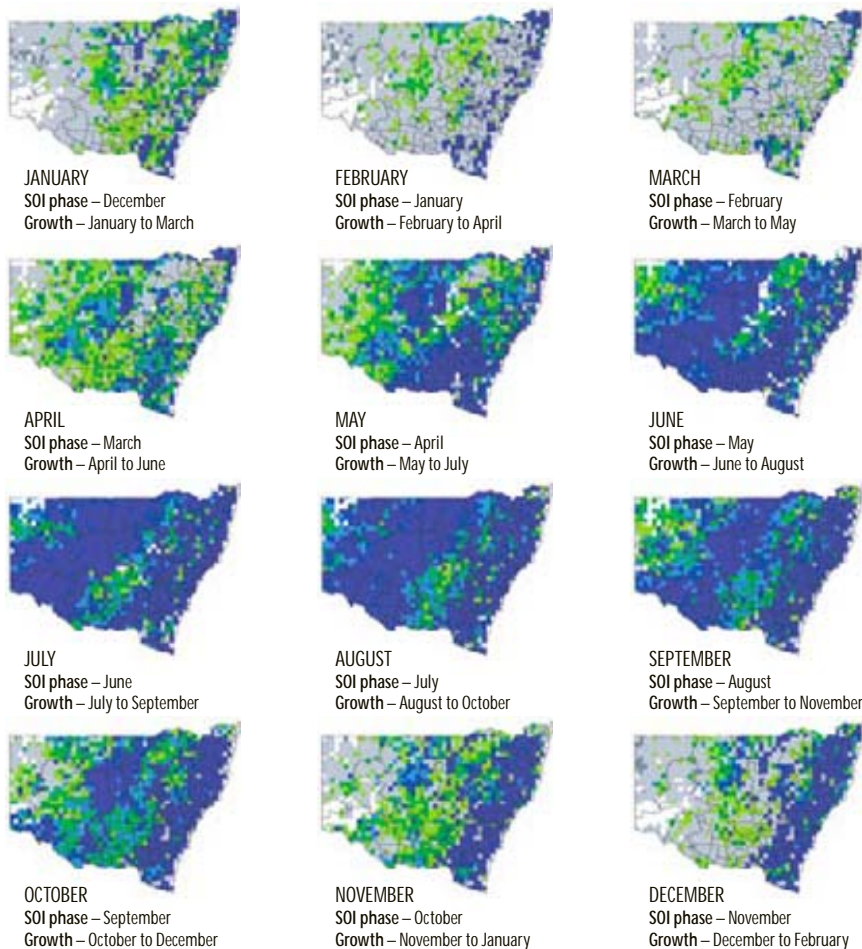 JANUARY
SOI phase – December
Growth – January to March
FEBRUARY
SOI phase – January
Growth – February to April
MARCH
SOI phase – February
Growth – March to May
APRIL
SOI phase – March
Growth – April to June
MAY
SOI phase – April
Growth – May to July
JUNE
SOI phase – May
Growth – June to August
JULY
SOI phase – June
Growth – July to September
AUGUST
SOI phase – July
Growth – August to October
SEPTEMBER
SOI phase – August
Growth – September to November
OCTOBER
SOI phase – September
Growth – October to December
NOVEMBER
SOI phase – October
Growth – November to January
DECEMBER
SOI phase – November
Growth – December to February